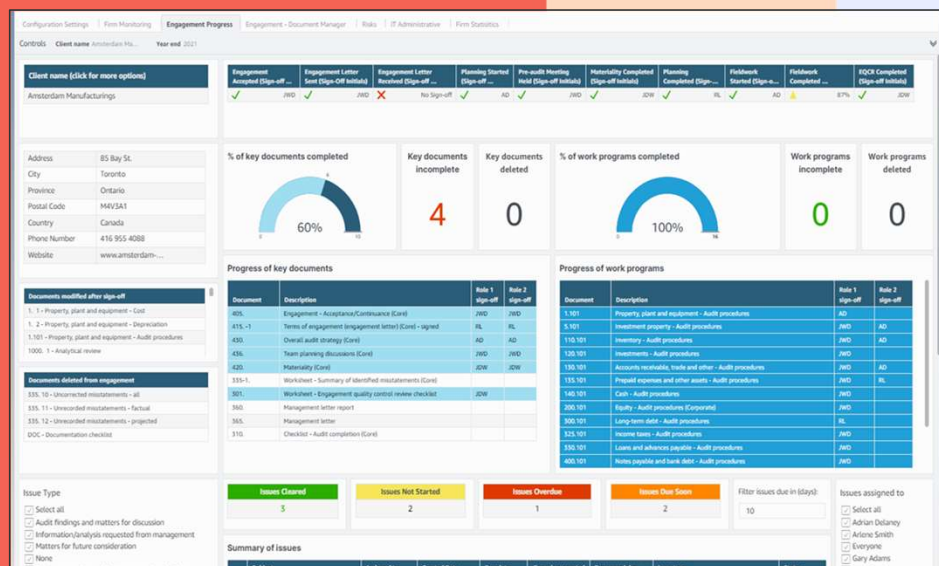 Configuration Settings Firm Monitoring Engagement Progress Engagement - Document Manager Risks IT Administrative Firm Statistics
Controls Client name Amsterdam Ma... Year end 2021
Client name (click for more options)
Amsterdam Manufacturings
Engagement Accepted (Sign-off ... Engagement Letter Sent (Sign-Off Initials) Engagement Letter Received (Sign-off ... Planning Started (Sign-off ... Pre-audit Meeting Held (Sign-off Initials) Materiality Completed (Sign-off Initials) Planning Completed (Sign-... Fieldwork Started (Sign-o... Fieldwork Completed ... EQCR Completed (Sign-off Initials)
JWD JWD No Sign-off AD JWD JDW RL AD 87% JDW
Address 85 Bay St.
City Toronto
Province Ontario
Postal Code M4V3A1
Country Canada
Phone Number 416 955 4088
Website www.amsterdam-...
% of key documents completed
6
60%
0 10
Key documents incomplete
4
Key documents deleted
0
% of work programs completed
100%
0 16
Work programs incomplete
0
Work programs deleted
0
Documents modified after sign-off
1. 1 - Property, plant and equipment - Cost
1. 2 - Property, plant and equipment - Depreciation
1.101 - Property, plant and equipment - Audit procedures
1000. 1 - Analytical review
Documents deleted from engagement
335. 10 - Uncorrected misstatements - all
335. 11 - Unrecorded misstatements - factual
335. 12 - Unrecorded misstatements - projected
DOC - Documentation checklist
Progress of key documents
Document Description Role 1 sign-off Role 2 sign-off
405. Engagement - Acceptance/Continuance (Core) JWD JWD
415. -1 Terms of engagement (engagement letter) (Core) - signed RL RL
430. Overall audit strategy (Core) AD AD
436. Team planning discussions (Core) JWD JWD
420. Materiality (Core) JDW JDW
335-1. Worksheet - Summary of identified misstatements (Core)
301. Worksheet - Engagement quality control review checklist JDW
360. Management letter report
365. Management letter
310. Checklist - Audit completion (Core)
Progress of work programs
Document Description Role 1 sign-off Role 2 sign-off
1.101 Property, plant and equipment - Audit procedures AD
5.101 Investment property - Audit procedures JWD AD
110.101 Inventory - Audit procedures JWD AD
120.101 Investments - Audit procedures JWD
130.101 Accounts receivable, trade and other - Audit procedures JWD AD
135.101 Prepaid expenses and other assets - Audit procedures JWD RL
140.101 Cash - Audit procedures JWD
200.101 Equity - Audit procedures (Corporate) JWD
300.101 Long-term debt - Audit procedures RL
325.101 Income taxes - Audit procedures JWD
350.101 Loans and advances payable - Audit procedures JWD
400.101 Notes payable and bank debt - Audit procedures JWD
Issue Type
Select all
Audit findings and matters for discussion
Information/analysis requested from management
Matters for future consideration
None
Issues Cleared
3
Issues Not Started
2
Issues Overdue
1
Issues Due Soon
2
Filter issues due in (days):
10
Issues assigned to
Select all
Adrian Delaney
Arlene Smith
Everyone
Gary Adams
Summary of issues